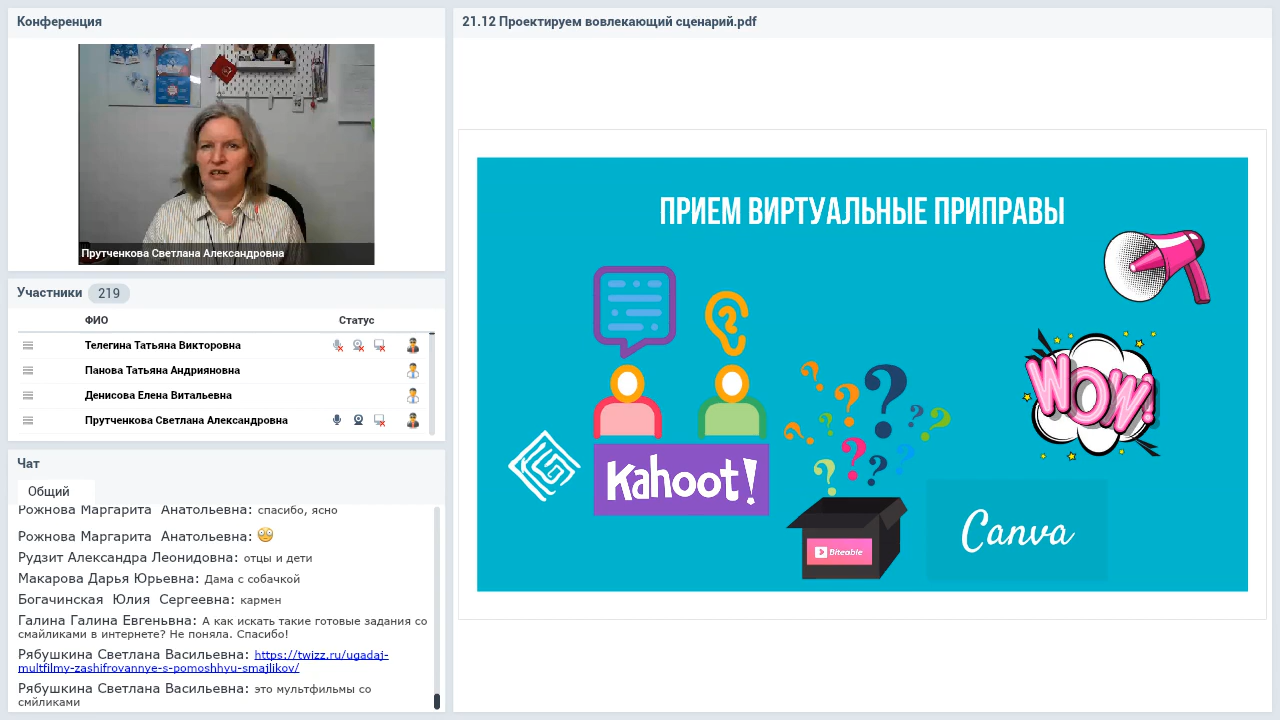 Конференция
Прутченкова Светлана Александровна
Участники 219
ФИО Статус
Телегина Татьяна Викторовна
Панова Татьяна Андрияновна
Денисова Елена Витальевна
Прутченкова Светлана Александровна
Чат
Общий
Рожнова Маргарита Анатольевна: спасибо, ясно
Рожнова Маргарита Анатольевна:
Рудзит Александра Леонидовна: отцы и дети
Макарова Дарья Юрьевна: Дама с собачкой
Богачинская Юлия Сергеевна: кармен
Галина Галина Евгеньвна: А как искать такие готовые задания со
смайликами в интернете? Не поняла. Спасибо!
Рябушкина Светлана Васильевна: https://twizz.ru/ugadaj-
multfilmy-zashifrovannye-s-pomoshhyu-smajlikov/
Рябушкина Светлана Васильевна: это мультфильмы со
смйликами
21.12 Проектируем вовлекающий сценарий.pdf
ПРИЕМ ВИРТУАЛЬНЫЕ ПРИПРАВЫ
WOW!
Kahoot!
Biteable
Canva